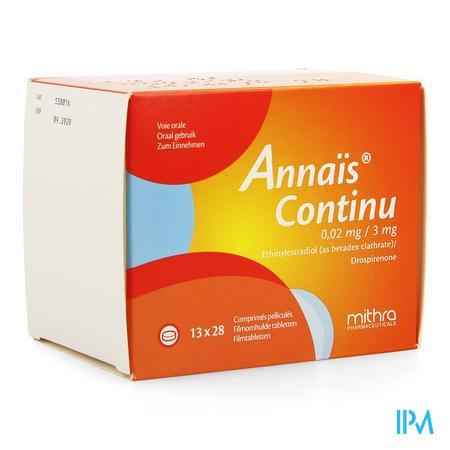 LOT 53001K
EXP 09.2020
Voie orale
Oraal gebruik
Zum Einnehmen
Annaïs®
Continu
0,02 mg / 3 mg
Ethinylestradiol (as betadex clathrate)/
Drospirenone
13 x 28
Comprimés pelliculés
Filmomhulde tabletten
Filmtabletten
mithra
PHARMACEUTICALS
IPM